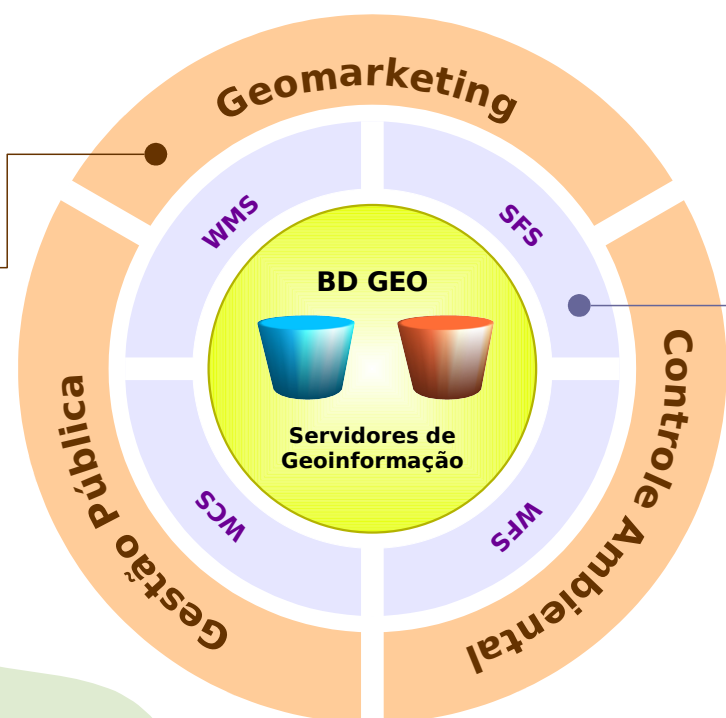 Geomarketing
WMS
SFS
BD GEO
Servidores de
Geoinformação
WCS
WFS
Gestão Pública
Controle Ambiental